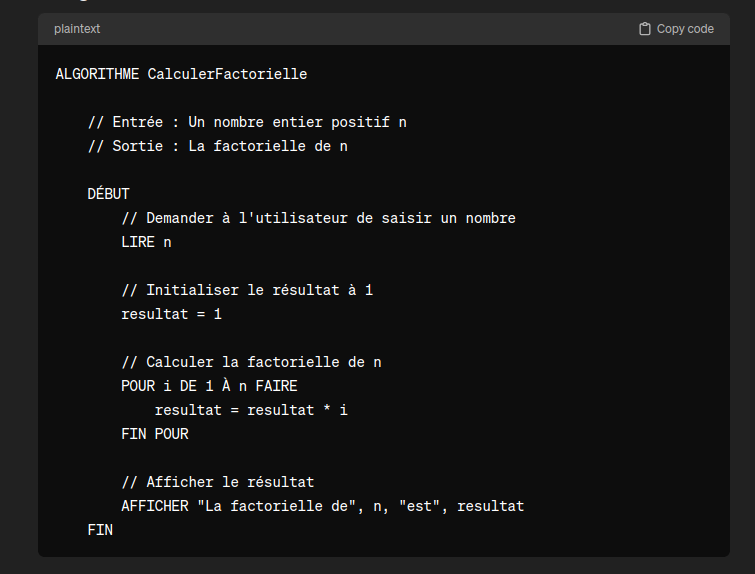 plaintext
Copy code
ALGORITHME CalculerFactorielle
// Entrée : Un nombre entier positif n
// Sortie : La factorielle de n
DÉBUT
// Demander à l'utilisateur de saisir un nombre
LIRE n
// Initialiser le résultat à 1
resultat = 1
// Calculer la factorielle de n
POUR i DE 1 À n FAIRE
resultat = resultat * i
FIN POUR
// Afficher le résultat
AFFICHER "La factorielle de", n, "est", resultat
FIN